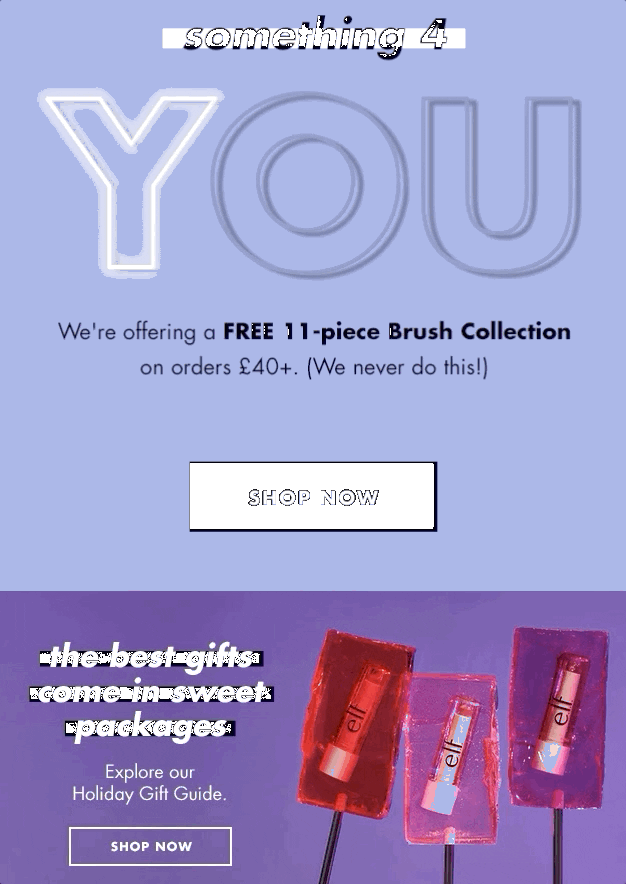 something 4
YOU
We're offering a FREE 11-piece Brush Collection
on orders £40+. (We never do this!)
SHOP NOW
the best gifts
come in sweet
packages
Explore our
Holiday Gift Guide.
SHOP NOW
elf
elf
elf